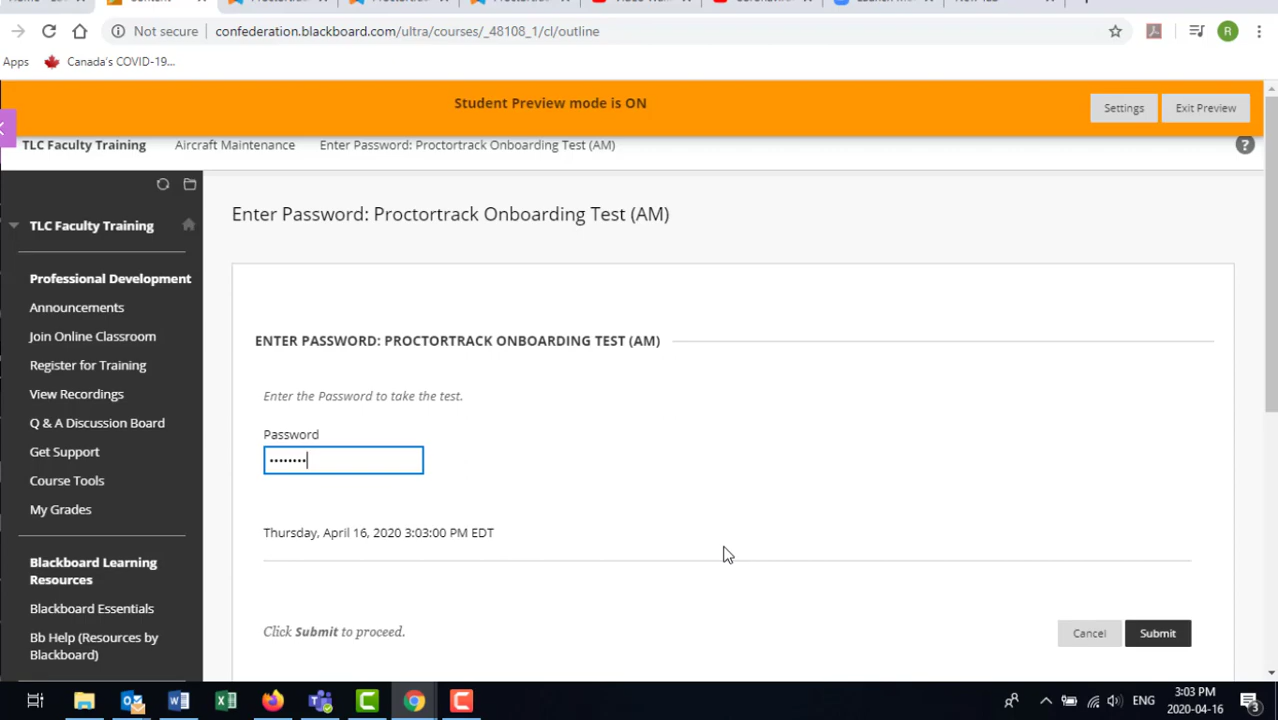 Content
Proctortrack
Proctortrack
Proctortrack
Not secure confederation.blackboard.com/ultra/courses/_48108_1/cl/outline R
Apps Canada's COVID-19...
Student Preview mode is ON Settings Exit Preview
TLC Faculty Training Aircraft Maintenance Enter Password: Proctortrack Onboarding Test (AM) ?
TLC Faculty Training
Professional Development
Announcements
Join Online Classroom
Register for Training
View Recordings
Q & A Discussion Board
Get Support
Course Tools
My Grades
Blackboard Learning
Resources
Blackboard Essentials
Bb Help (Resources by
Blackboard)
Enter Password: Proctortrack Onboarding Test (AM)
ENTER PASSWORD: PROCTORTRACK ONBOARDING TEST (AM)
Enter the Password to take the test.
Password
••••••••
Thursday, April 16, 2020 3:03:00 PM EDT
Click Submit to proceed.
Cancel Submit
ENG 3:03 PM
2020-04-16 3